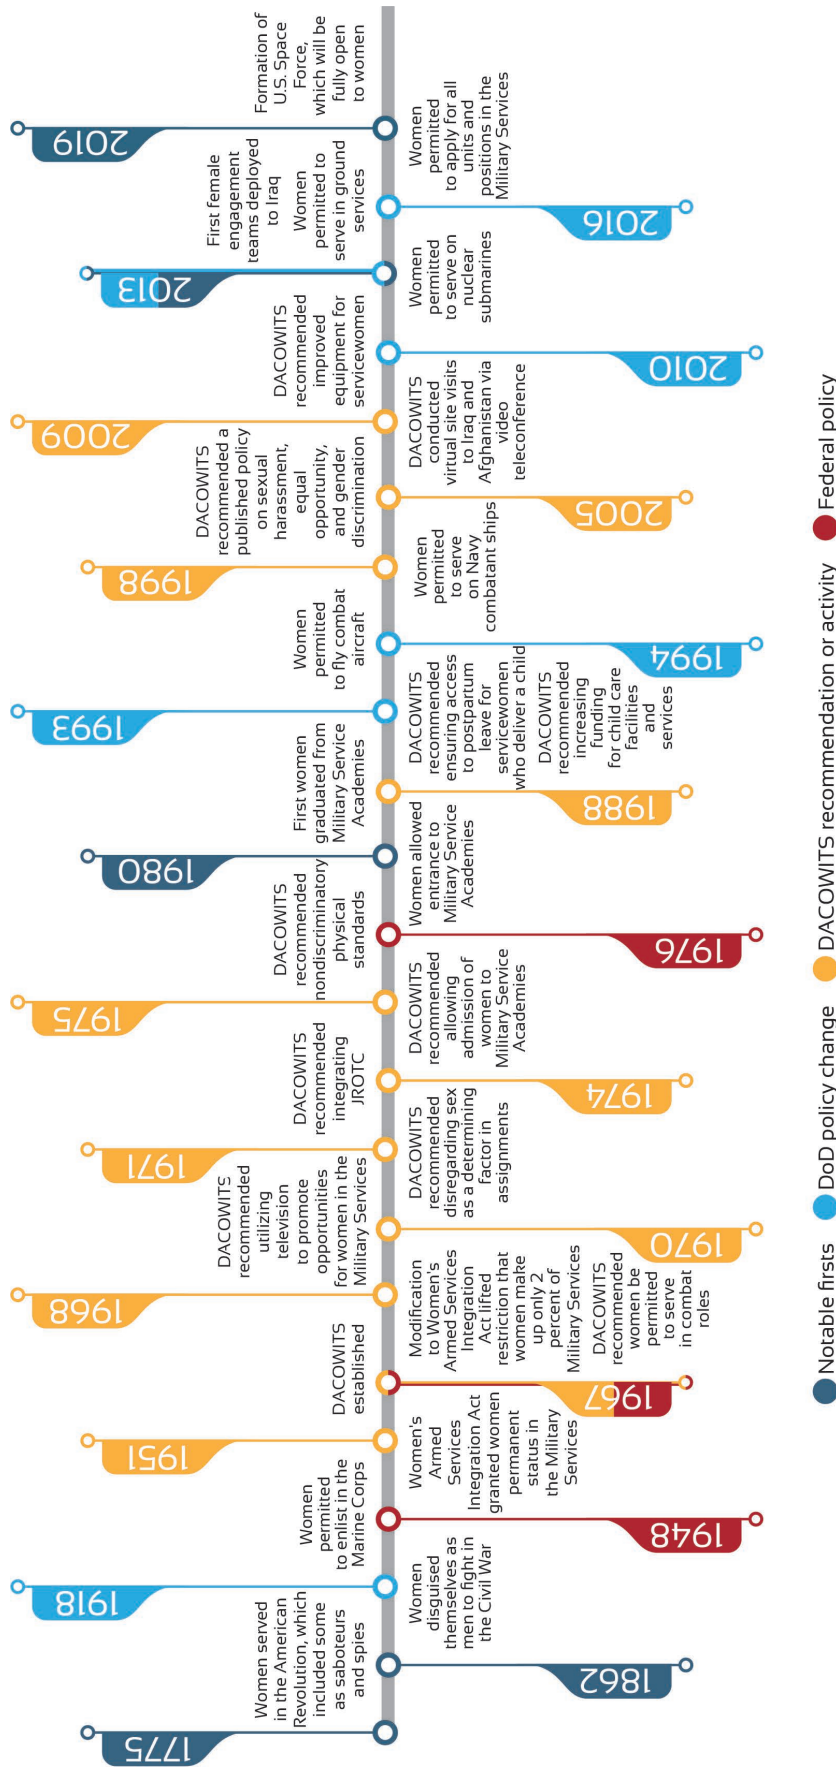 1775
Women served
in the American
Revolution, which
included some
as saboteurs
and spies
1862
Women
disguised
themselves as
men to fight in
the Civil War
1918
Women
permitted
to enlist in the
Marine Corps
1948
Women's
Armed
Services
Integration Act
granted women
permanent
status in
the Military
Services
1951
DACOWITS
established
1967
Modification
to Women's
Armed Services
Integration
Act lifted
restriction that
women make
up only 2
percent of
Military Services
DACOWITS
recommended
women be
permitted
to serve
in combat
roles
1968
DACOWITS
recommended
utilizing
television
to promote
opportunities
for women in the
Military Services
1970
DACOWITS
recommended
disregarding sex
as a determining
factor in
assignments
1971
DACOWITS
recommended
integrating
JROTC
1974
DACOWITS
recommended
allowing
admission of
women to
Military Service
Academies
1975
DACOWITS
recommended
nondiscriminatory
physical
standards
1976
Women allowed
entrance to
Military Service
Academies
1980
First women
graduated from
Military Service
Academies
1988
DACOWITS
recommended
ensuring access
to postpartum
leave for
servicewomen
who deliver a child
DACOWITS
recommended
increasing
funding
for child care
facilities
and
services
1993
Women
permitted
to fly combat
aircraft
1994
Women
permitted
to serve
on Navy
combatant ships
1998
DACOWITS
recommended a
published policy
on sexual
harassment,
equal
opportunity,
and gender
discrimination
2005
DACOWITS
conducted
virtual site visits
to Iraq and
Afghanistan via
video
teleconference
2009
DACOWITS
recommended
improved
equipment for
servicewomen
2010
Women
permitted
to serve on
nuclear
submarines
2013
First female
engagement
teams deployed
to Iraq
Women
permitted to
serve in ground
services
2016
Women
permitted
to apply for all
units and
positions in the
Military Services
2019
Formation of
U.S. Space
Force,
which will be
fully open
to women
Notable firsts
DoD policy change
DACOWITS recommendation or activity
Federal policy